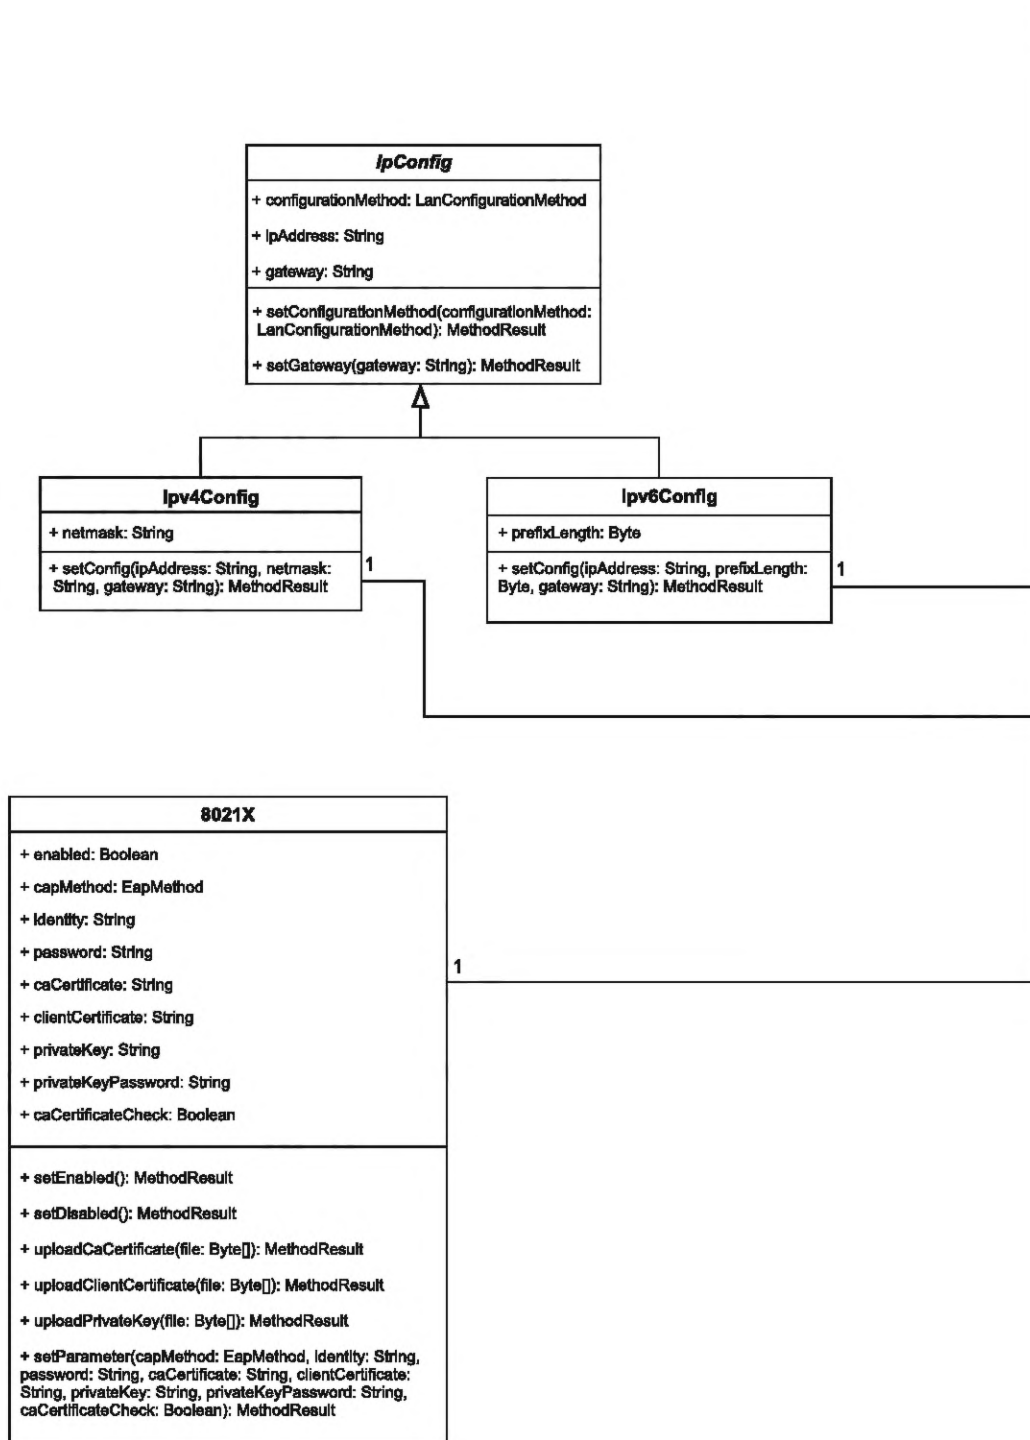 IpConfig
+ configurationMethod: LanConfigurationMethod
+ ipAddress: String
+ gateway: String
+ setConfigurationMethod(configurationMethod:
LanConfigurationMethod): MethodResult
+ setGateway(gateway: String): MethodResult
Ipv4Config
+ netmask: String
+ setConfig(ipAddress: String, netmask:
String, gateway: String): MethodResult
1
Ipv6Config
+ prefixLength: Byte
+ setConfig(ipAddress: String, prefixLength:
Byte, gateway: String): MethodResult
1
8021X
+ enabled: Boolean
+ capMethod: EapMethod
+ identity: String
+ password: String
+ caCertificate: String
+ clientCertificate: String
+ privateKey: String
+ privateKeyPassword: String
+ caCertificateCheck: Boolean
1
+ setEnabled(): MethodResult
+ setDisabled(): MethodResult
+ uploadCaCertificate(file: Byte[]): MethodResult
+ uploadClientCertificate(file: Byte[]): MethodResult
+ uploadPrivateKey(file: Byte[]): MethodResult
+ setParameter(capMethod: EapMethod, identity: String,
password: String, caCertificate: String, clientCertificate:
String, privateKey: String, privateKeyPassword: String,
caCertificateCheck: Boolean): MethodResult